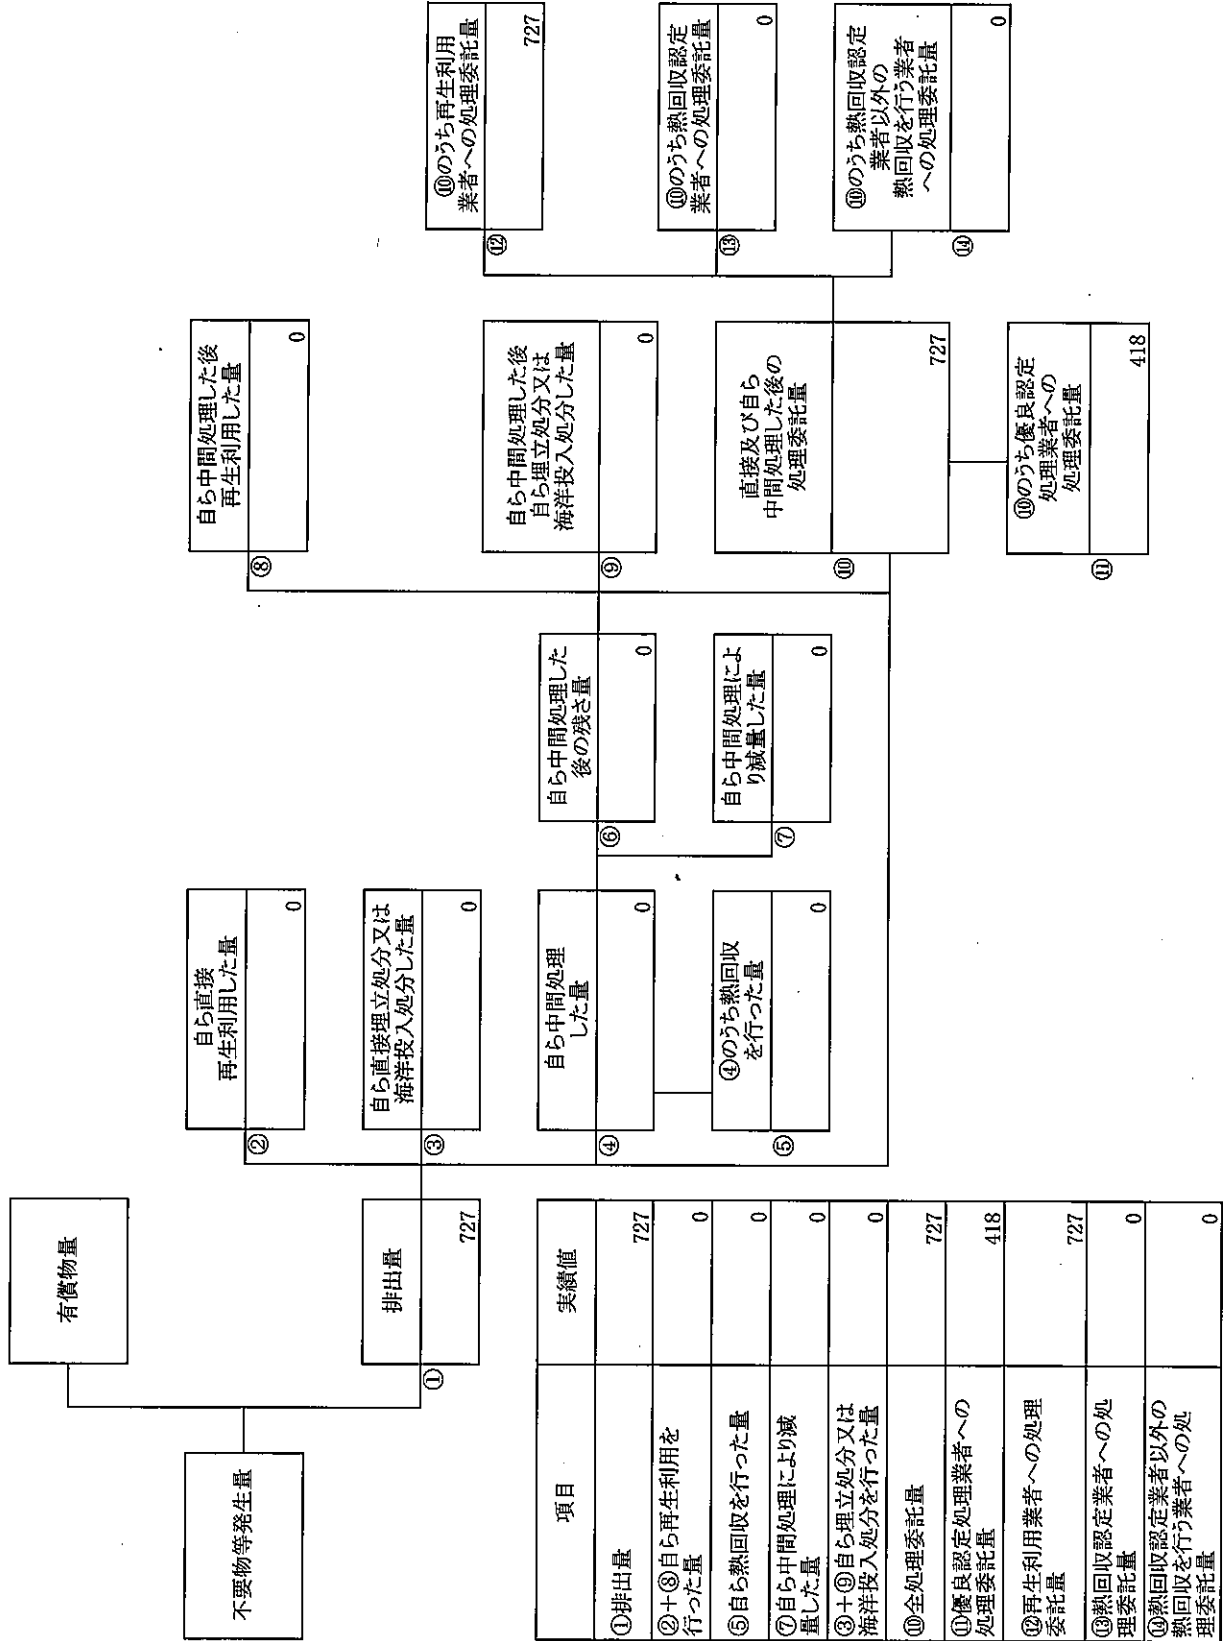 不要物等発生量
有償物量
①
排出量
727
②
自ら直接
再生利用した量
0
③
自ら直接埋立処分又は
海洋投入処分した量
0
④
自ら中間処理
した量
0
⑤
④のうち熱回収
を行った量
0
⑥
自ら中間処理した
後の残さ量
0
⑦
自ら中間処理によ
り減量した量
0
⑧
自ら中間処理した後
再生利用した量
0
⑨
自ら中間処理した後
自ら埋立処分又は
海洋投入処分した量
0
⑩
直接及び自ら
中間処理した後の
処理委託量
727
⑪
⑩のうち優良認定
処理業者への
処理委託量
418
⑫
⑩のうち再生利用
業者への処理委託量
727
⑬
⑩のうち熱回収認定
業者への処理委託量
0
⑭
⑩のうち熱回収認定
業者以外の
熱回収を行う業者
への処理委託量
0
項目 実績値
①排出量 727
②+⑧自ら再生利用を
行った量 0
⑤自ら熱回収を行った量 0
⑦自ら中間処理により減
量した量 0
③+⑨自ら埋立処分又は
海洋投入処分を行った量 0
⑩全処理委託量 727
⑪優良認定処理業者への
処理委託量 418
⑫再生利用業者への処理
委託量 727
⑬熱回収認定業者への処
理委託量 0
⑭熱回収認定業者以外の
熱回収を行う業者への処
理委託量 0